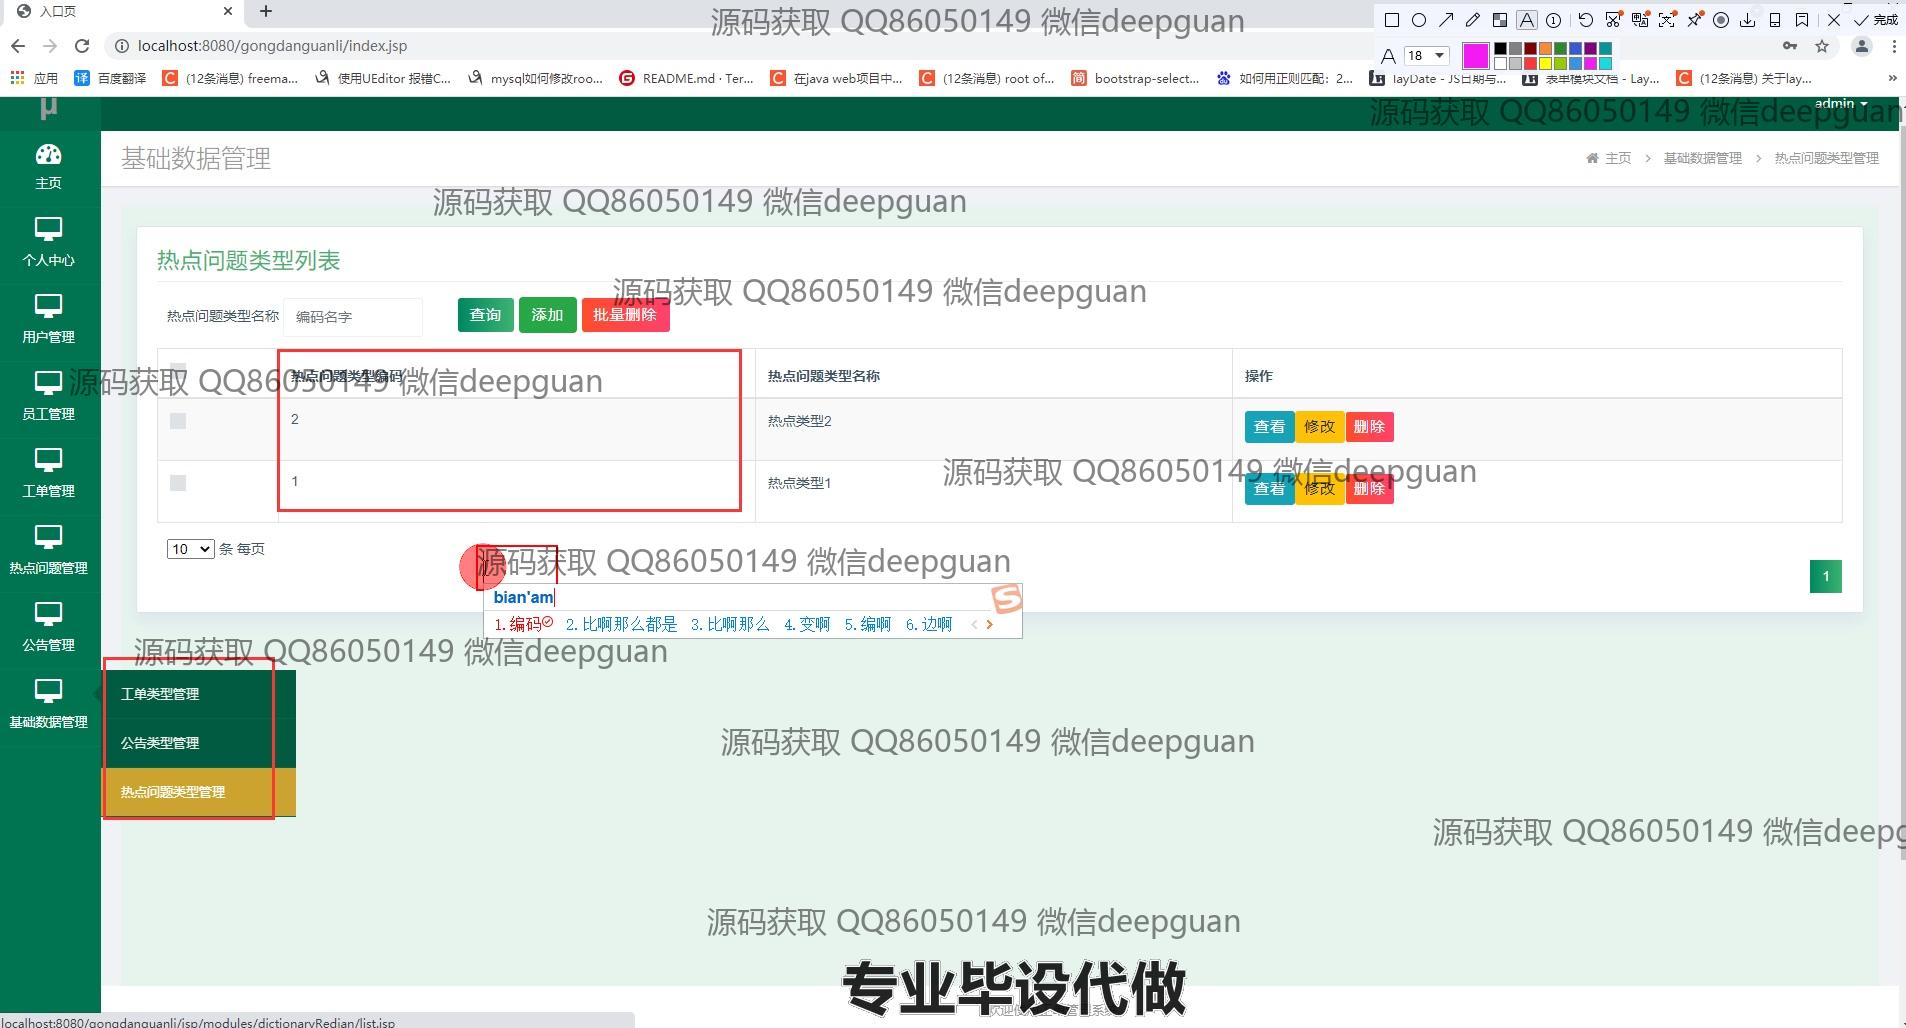 入口页
源码获取 QQ86050149 微信deepguan
完成
localhost:8080/gongdanguanli/index.jsp
18
应用
百度翻译
(12条消息) freema...
使用UEditor 报错C...
mysql如何修改roo...
README.md · Ter...
在java web项目中...
(12条消息) root of...
bootstrap-select...
如何用正则匹配：2...
layDate - JS日期与...
表单模块文档 - Lay...
(12条消息) 关于lay...
μ
admin
源码获取 QQ86050149 微信deepguan
基础数据管理
主页 > 基础数据管理 > 热点问题类型管理
主页
源码获取 QQ86050149 微信deepguan
个人中心
热点问题类型列表
源码获取 QQ86050149 微信deepguan
热点问题类型名称 编码名字 查询 添加 批量删除
用户管理
热点问题类型编码 热点问题类型名称 操作
源码获取 QQ86050149 微信deepguan
员工管理
2 热点类型2 查看 修改 删除
源码获取 QQ86050149 微信deepguan
1 热点类型1 查看 修改 删除
工单管理
10 条 每页
源码获取 QQ86050149 微信deepguan
热点问题管理
1
bian'am
1.编码 2.比啊那么都是 3.比啊那么 4.变啊 5.编啊 6.边啊
公告管理
源码获取 QQ86050149 微信deepguan
工单类型管理
基础数据管理
公告类型管理
源码获取 QQ86050149 微信deepguan
热点问题类型管理
源码获取 QQ86050149 微信deepg
源码获取 QQ86050149 微信deepguan
专业毕设代做
localhost:8080/gongdanguanli/jsp/modules/dictionaryRedian/list.jsp